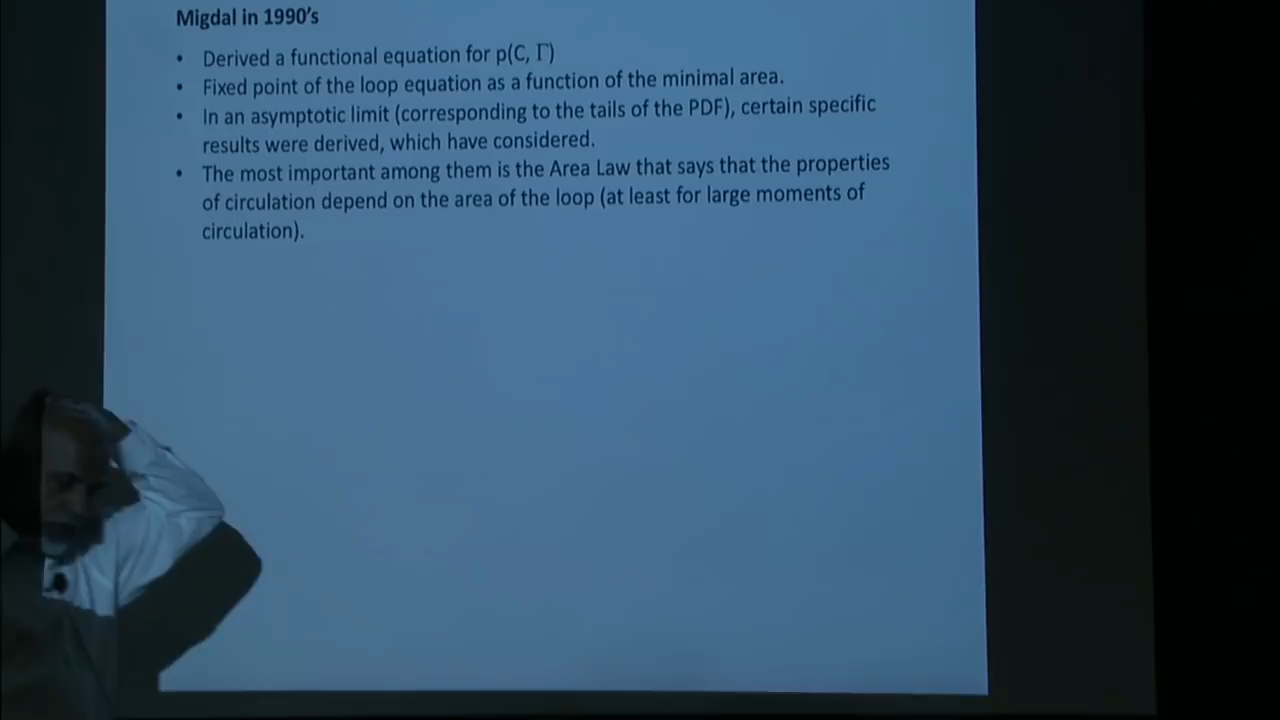 Migdal in 1990's
• Derived a functional equation for p(C, Γ)
• Fixed point of the loop equation as a function of the minimal area.
• In an asymptotic limit (corresponding to the tails of the PDF), certain specific
results were derived, which have considered.
• The most important among them is the Area Law that says that the properties
of circulation depend on the area of the loop (at least for large moments of
circulation).